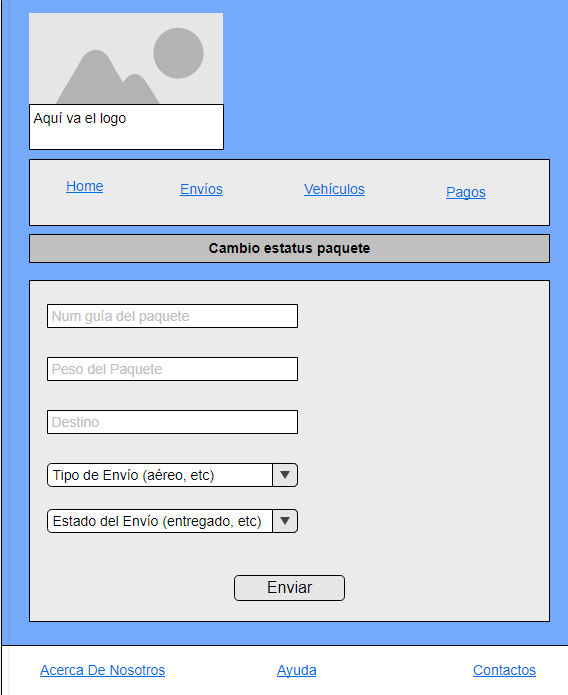 Aquí va el logo
Home Envíos Vehículos Pagos
Cambio estatus paquete
Num guía del paquete
Peso del Paquete
Destino
Tipo de Envío (aéreo, etc)
Estado del Envío (entregado, etc)
Enviar
Acerca De Nosotros Ayuda Contactos